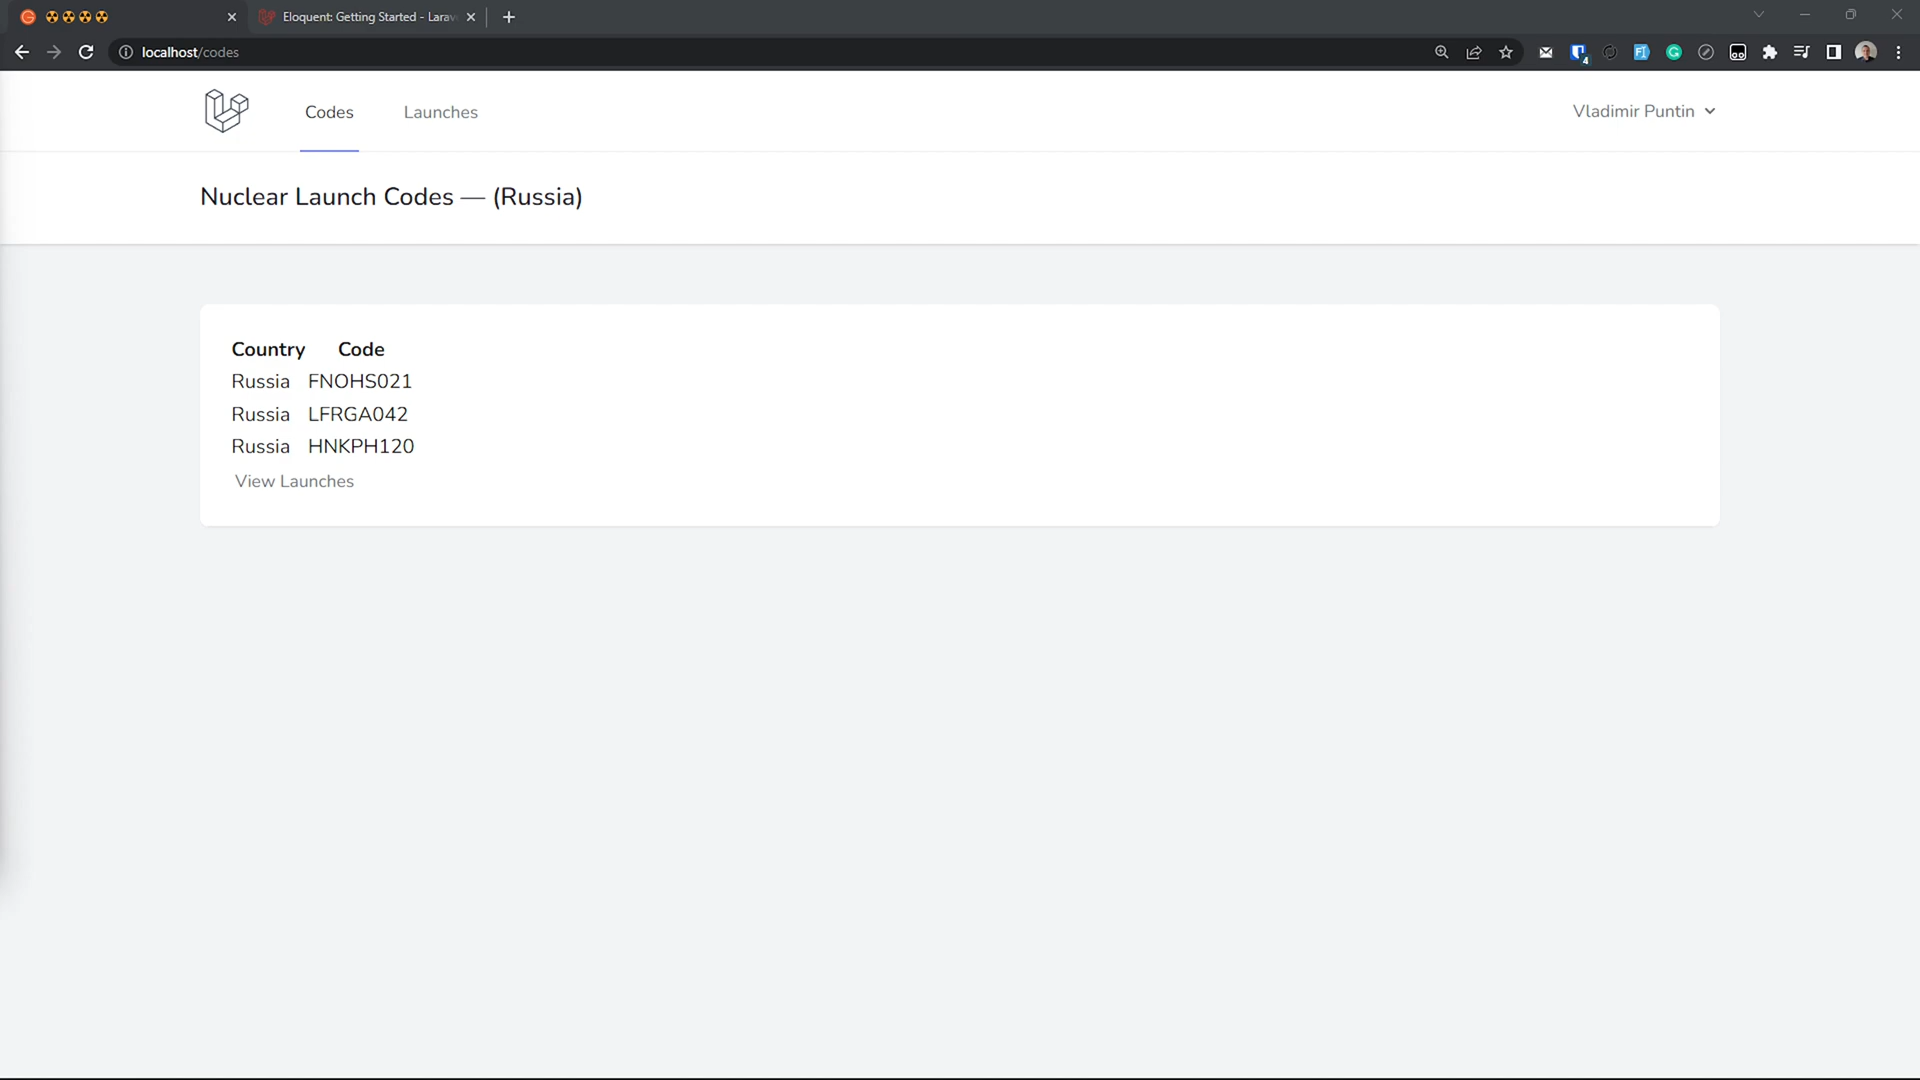 ☢☢☢☢
Eloquent: Getting Started - Larav
localhost/codes
4
Codes
Launches
Vladimir Puntin
Nuclear Launch Codes — (Russia)
Country Code
Russia FNOHS021
Russia LFRGA042
Russia HNKPH120
View Launches